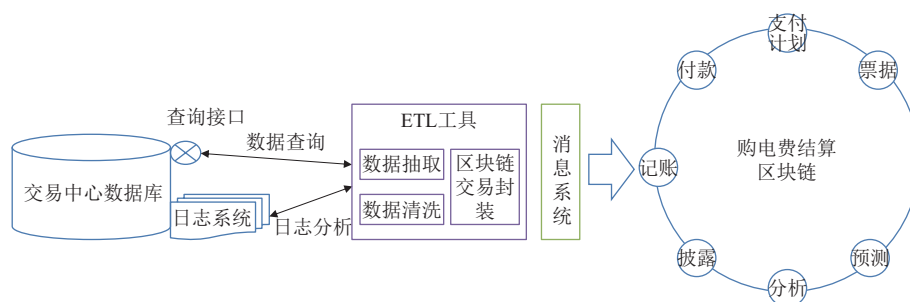 查询接口
交易中心数据库
日志系统
数据查询
日志分析
ETL工具
数据抽取
数据清洗
区块链
交易封
装
消
息
系
统
支付
计划
付款
票据
记账
购电费结算
区块链
披露
预测
分析